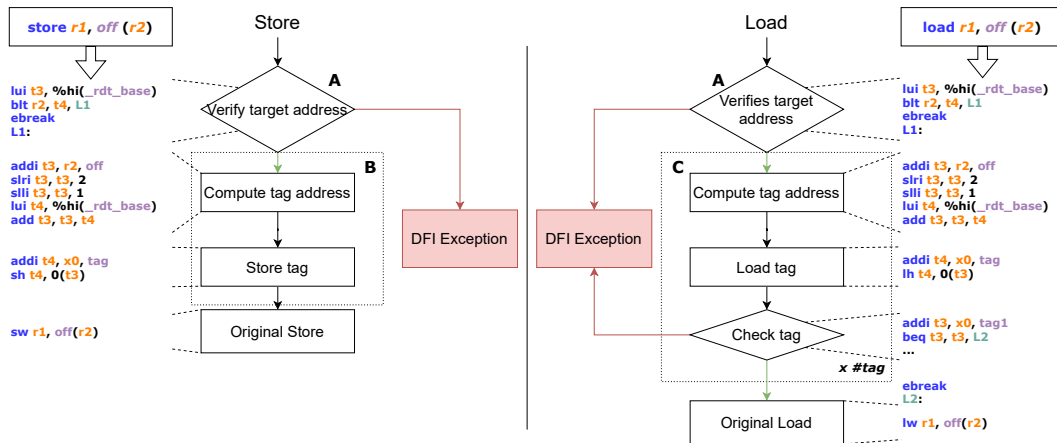 store r1, off (r2)
Store
lui t3, %hi(_rdt_base)
blt r2, t4, L1
ebreak
L1:
A
Verify target address
addi t3, r2, off
slri t3, t3, 2
slli t3, t3, 1
lui t4, %hi(_rdt_base)
add t3, t3, t4
B
Compute tag address
DFI Exception
addi t4, x0, tag
sh t4, 0(t3)
Store tag
sw r1, off(r2)
Original Store
Load
load r1, off (r2)
A
Verifies target
address
lui t3, %hi(_rdt_base)
blt r2, t4, L1
ebreak
L1:
C
Compute tag address
addi t3, r2, off
slri t3, t3, 2
slli t3, t3, 1
lui t4, %hi(_rdt_base)
add t3, t3, t4
DFI Exception
Load tag
addi t4, x0, tag
lh t4, 0(t3)
Check tag
addi t3, x0, tag1
beq t3, t3, L2
...
x #tag
ebreak
L2:
Original Load
lw r1, off(r2)